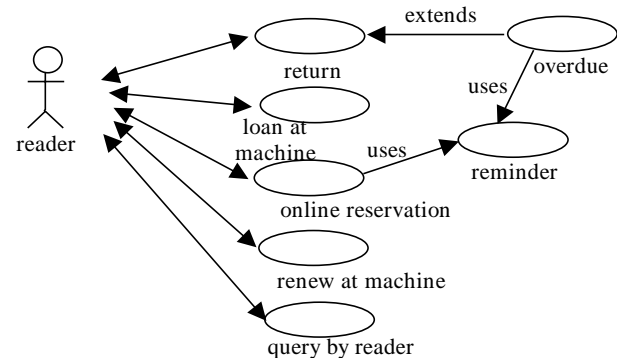 extends
return
overdue
uses
loan at
machine
reader
uses
reminder
online reservation
renew at machine
query by reader